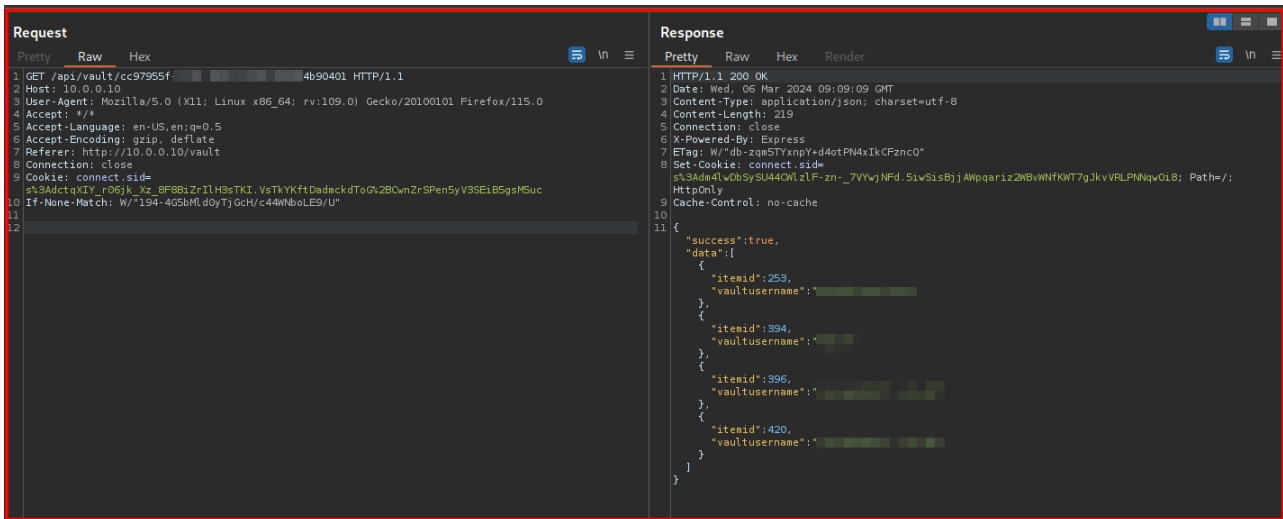 Request
Pretty Raw Hex
\n
1 GET /api/vault/cc97955f- 4b90401 HTTP/1.1
2 Host: 10.0.0.10
3 User-Agent: Mozilla/5.0 (X11; Linux x86_64; rv:109.0) Gecko/20100101 Firefox/115.0
4 Accept: */*
5 Accept-Language: en-US,en;q=0.5
6 Accept-Encoding: gzip, deflate
7 Referer: http://10.0.0.10/vault
8 Connection: close
9 Cookie: connect.sid=
s%3AdctqXIY_rO6jk_Xz_8F8BiZrIlH3sTKI.VsTkYKftDadmckdToG%2BCwnZrSPen5yV3SEiB5gsM5uc
10 If-None-Match: W/"194-4G5bMldOyTjGcH/c44WNboLE9/U"
11
12
Response
Pretty Raw Hex Render
\n
1 HTTP/1.1 200 OK
2 Date: Wed, 06 Mar 2024 09:09:09 GMT
3 Content-Type: application/json; charset=utf-8
4 Content-Length: 219
5 Connection: close
6 X-Powered-By: Express
7 ETag: W/"db-zqm5TYxnpY+d4otPN4xIkCFzncQ"
8 Set-Cookie: connect.sid=
s%3Adm4lwDbSySU44CWlzlF-zn-_7VYwjNFd.5iwSisBjjAWpqariz2WBvWNfKWT7gJkvVRLPNNqwOi8; Path=/;
HttpOnly
9 Cache-Control: no-cache
10
11 {
"success":true,
"data":[
{
"itemid":253,
"vaultusername":"
},
{
"itemid":394,
"vaultusername":"
},
{
"itemid":396,
"vaultusername":"
},
{
"itemid":420,
"vaultusername":"
}
]
}